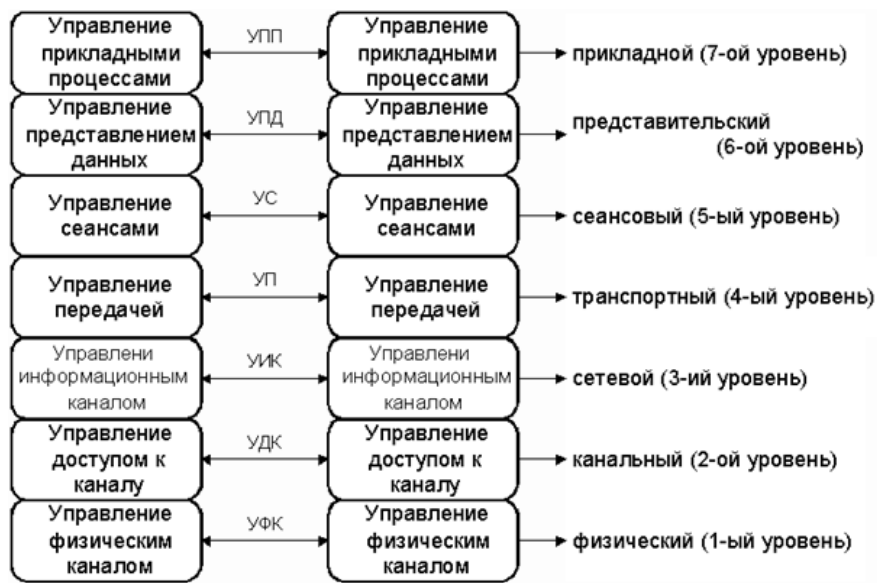 Управление
прикладными
процессами
УПП
Управление
прикладными
процессами
прикладной (7-ой уровень)
Управление
представлением
данных
УПД
Управление
представлением
данных
представительский
(6-ой уровень)
Управление
сеансами
УС
Управление
сеансами
сеансовый (5-ый уровень)
Управление
передачей
УП
Управление
передачей
транспортный (4-ый уровень)
Управлени
информационным
каналом
УИК
Управлени
информационным
каналом
сетевой (3-ий уровень)
Управление
доступом к
каналу
УДК
Управление
доступом к
каналу
канальный (2-ой уровень)
Управление
физическим
каналом
УФК
Управление
физическим
каналом
физический (1-ый уровень)